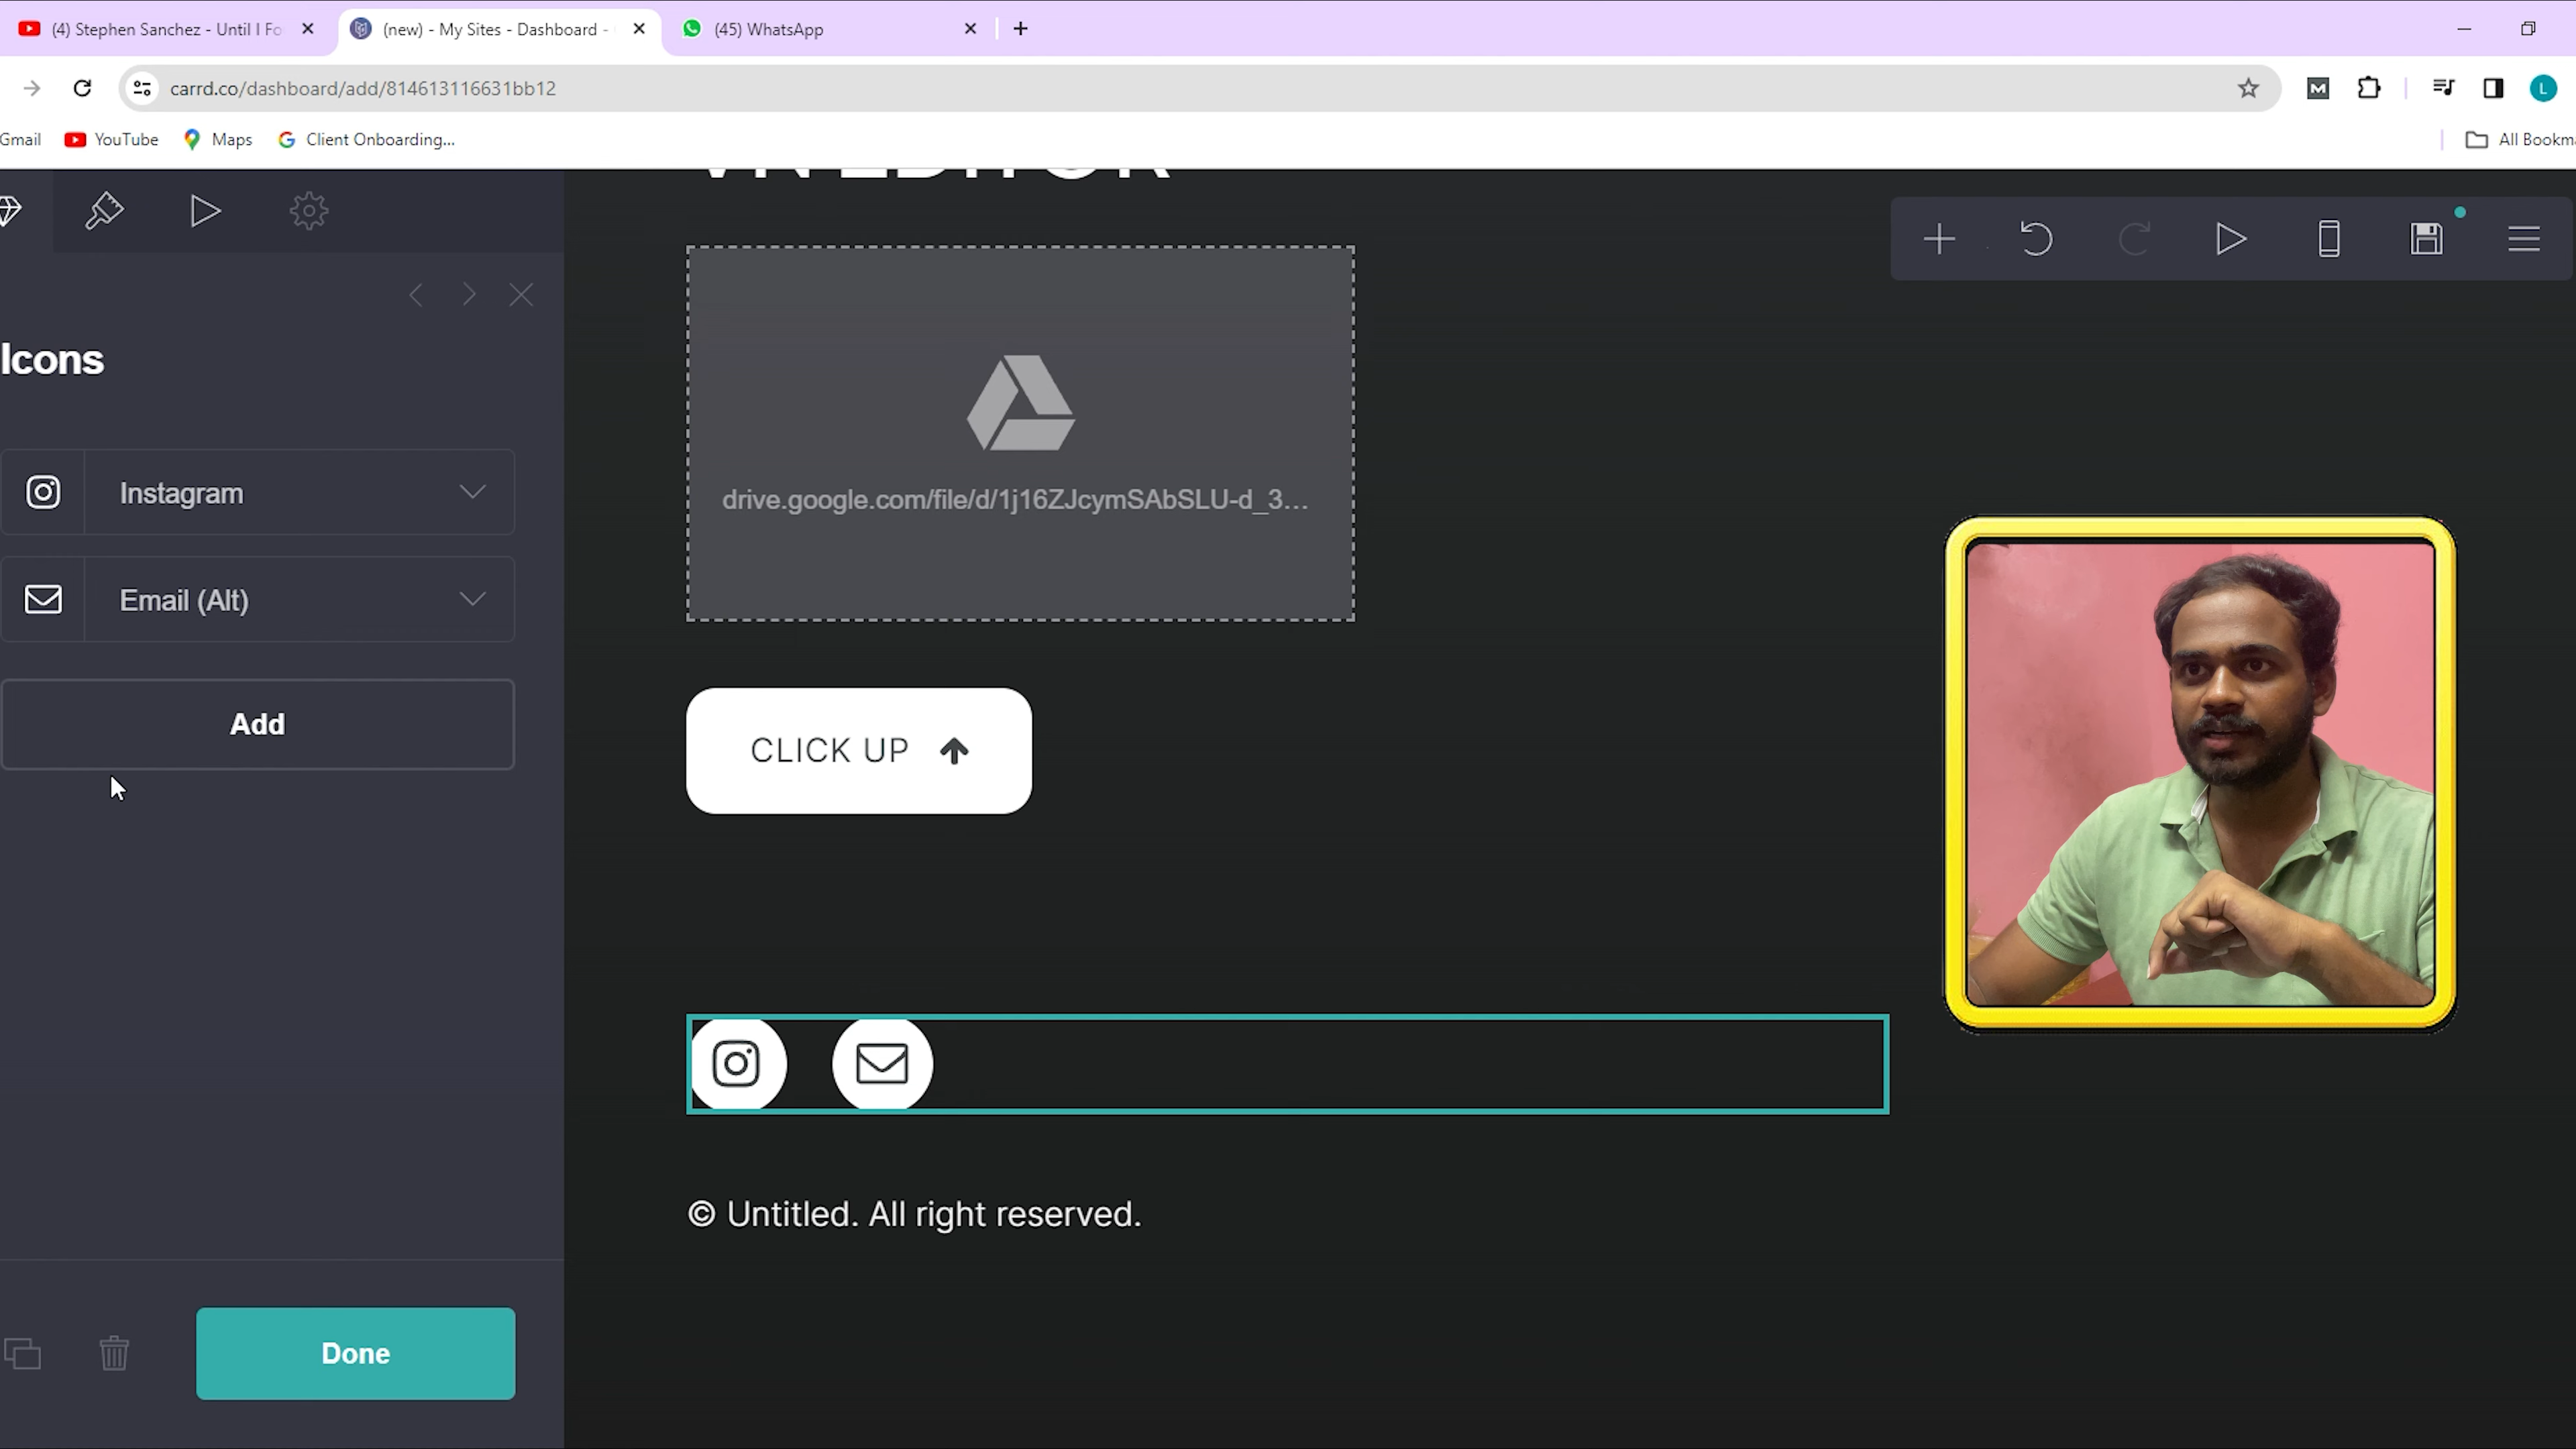 (4) Stephen Sanchez - Until I Fo
(new) - My Sites - Dashboard -
(45) WhatsApp
carrd.co/dashboard/add/814613116631bb12
M
L
Gmail
YouTube
Maps
Client Onboarding...
All Bookm
VN EDITOR
Icons
Instagram
Email (Alt)
Add
drive.google.com/file/d/1j16ZJcymSAbSLU-d_3...
CLICK UP
© Untitled. All right reserved.
Done